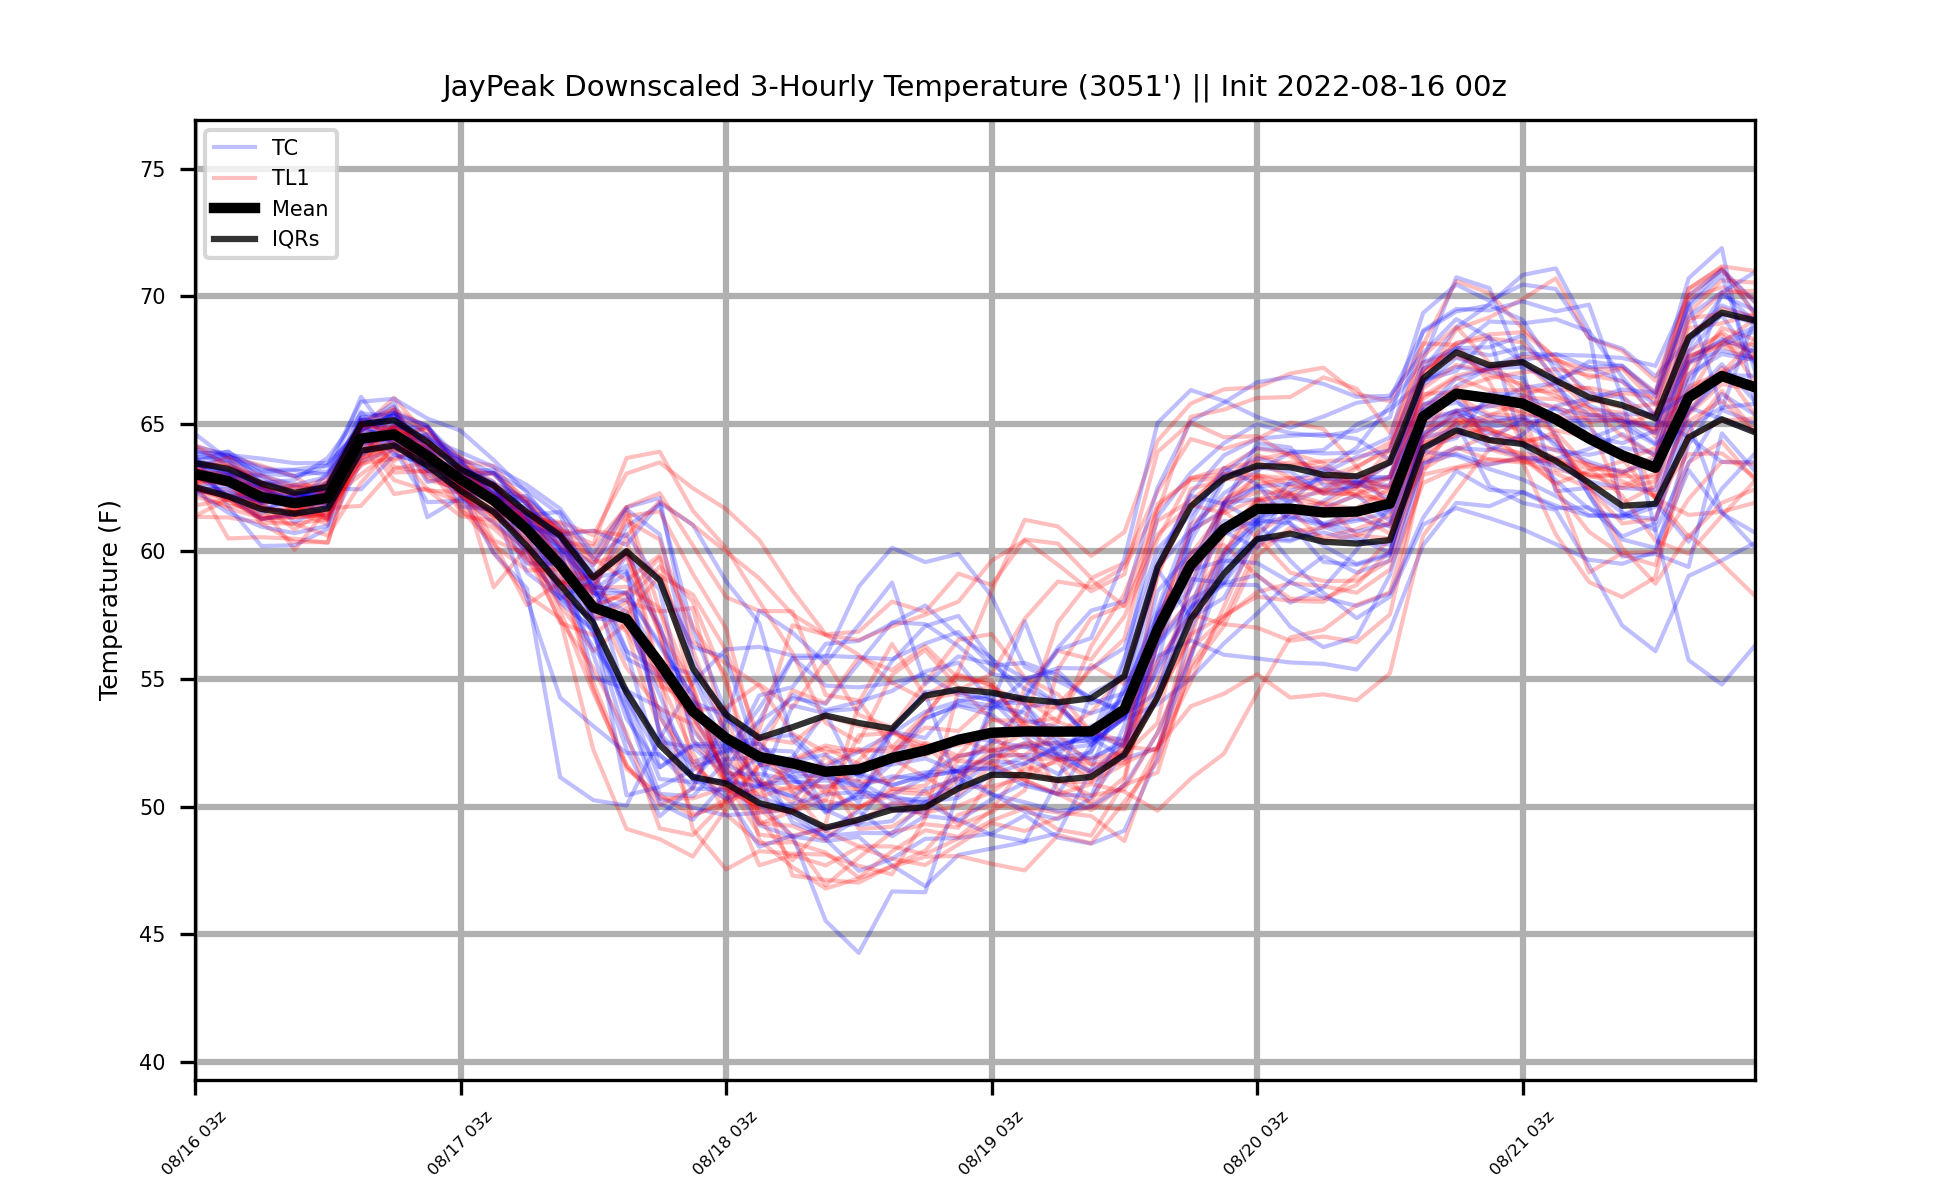 JayPeak Downscaled 3-Hourly Temperature (3051') || Init 2022-08-16 00z
TC
TL1
Mean
IQRs
Temperature (F)
75
70
65
60
55
50
45
40
08/16 03z
08/17 03z
08/18 03z
08/19 03z
08/20 03z
08/21 03z